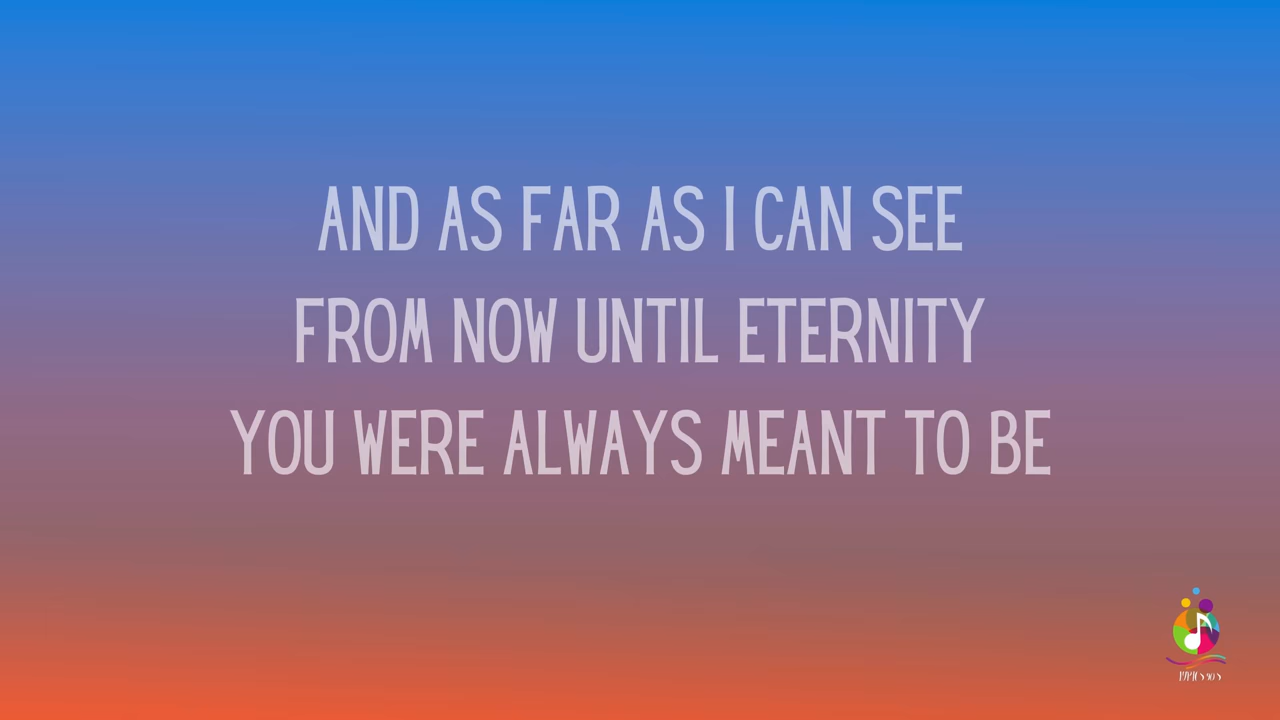 AND AS FAR AS I CAN SEE
FROM NOW UNTIL ETERNITY
YOU WERE ALWAYS MEANT TO BE